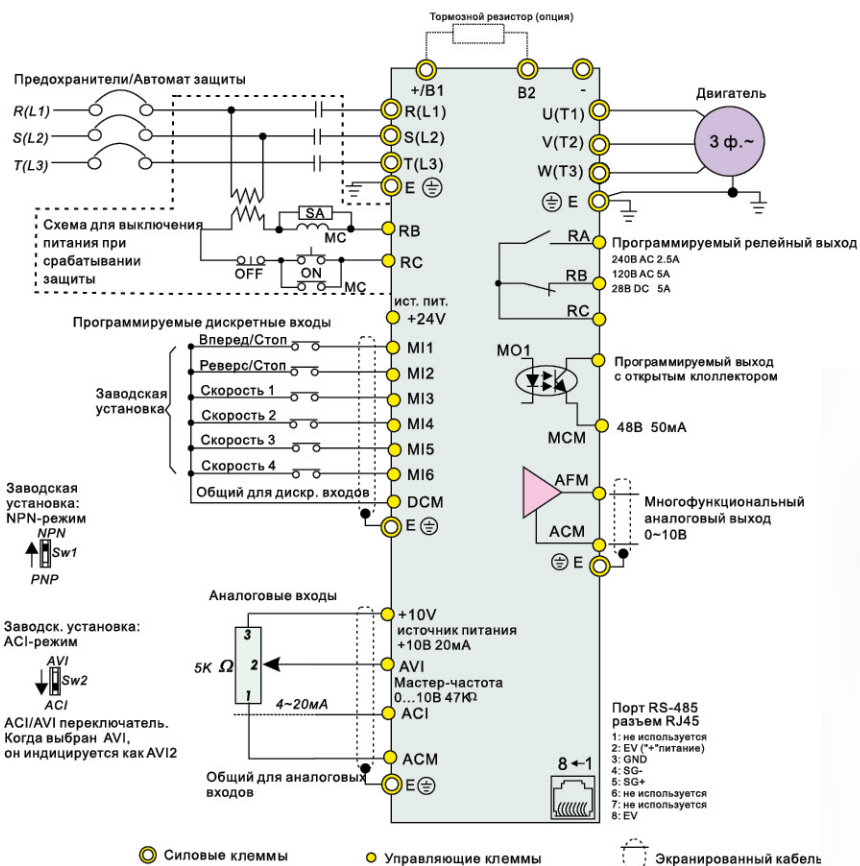 Тормозной резистор (опция)
Предохранители/Автомат защиты
R(L1)
S(L2)
T(L3)
+/B1
B2
-
R(L1)
S(L2)
T(L3)
E
Двигатель
U(T1)
V(T2)
W(T3)
3 ф.~
E
Схема для выключения
питания при
срабатывании
защиты
SA
MC
OFF
ON
MC
RB
RC
RA
RB
RC
Программируемый релейный выход
240В АС 2.5А
120В АС 5А
28В DC 5А
ист. пит.
+24V
Программируемые дискретные входы
Заводская
установка
Вперед/Стоп
Реверс/Стоп
Скорость 1
Скорость 2
Скорость 3
Скорость 4
Общий для дискр. входов
MI1
MI2
MI3
MI4
MI5
MI6
DCM
E
MO1
MCM
Программируемый выход
с открытым клоллектором
48В 50мА
AFM
ACM
E
Многофункциональный
аналоговый выход
0~10В
Заводская
установка:
NPN-режим
NPN
Sw1
PNP
Заводск. установка:
ACI-режим
AVI
Sw2
ACI
ACI/AVI переключатель.
Когда выбран AVI,
он индицируется как AVI2
Аналоговые входы
3
2
1
5K Ω
4~20мА
Общий для аналоговых
входов
+10V
источник питания
+10В 20мА
AVI
Мастер-частота
0...10В 47КΩ
ACI
ACM
E
8←1
Порт RS-485
разъем RJ45
1: не используется
2: EV ("+"питание)
3: GND
4: SG-
5: SG+
6: не используется
7: не используется
8: EV
Силовые клеммы
Управляющие клеммы
Экранированный кабель